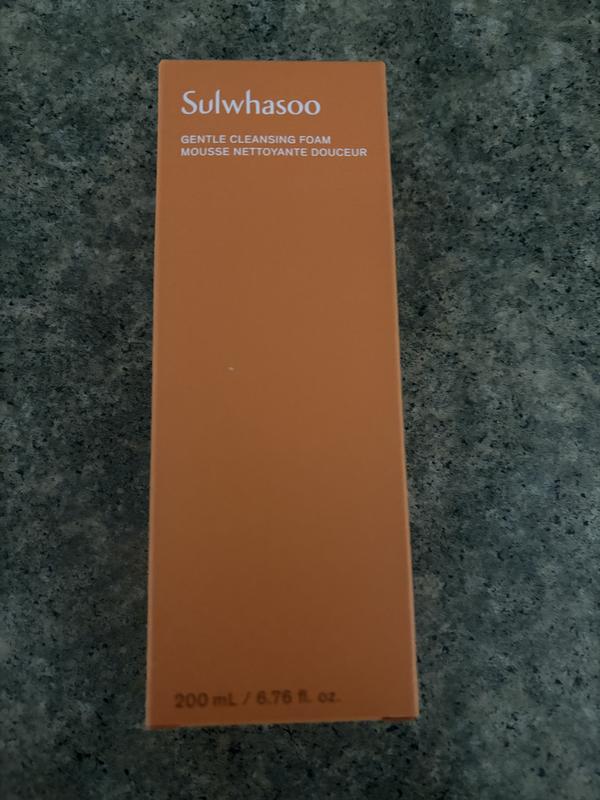 Sulwhasoo
GENTLE CLEANSING FOAM
MOUSSE NETTOYANTE DOUCEUR
200 mL / 6.76 fl. oz.